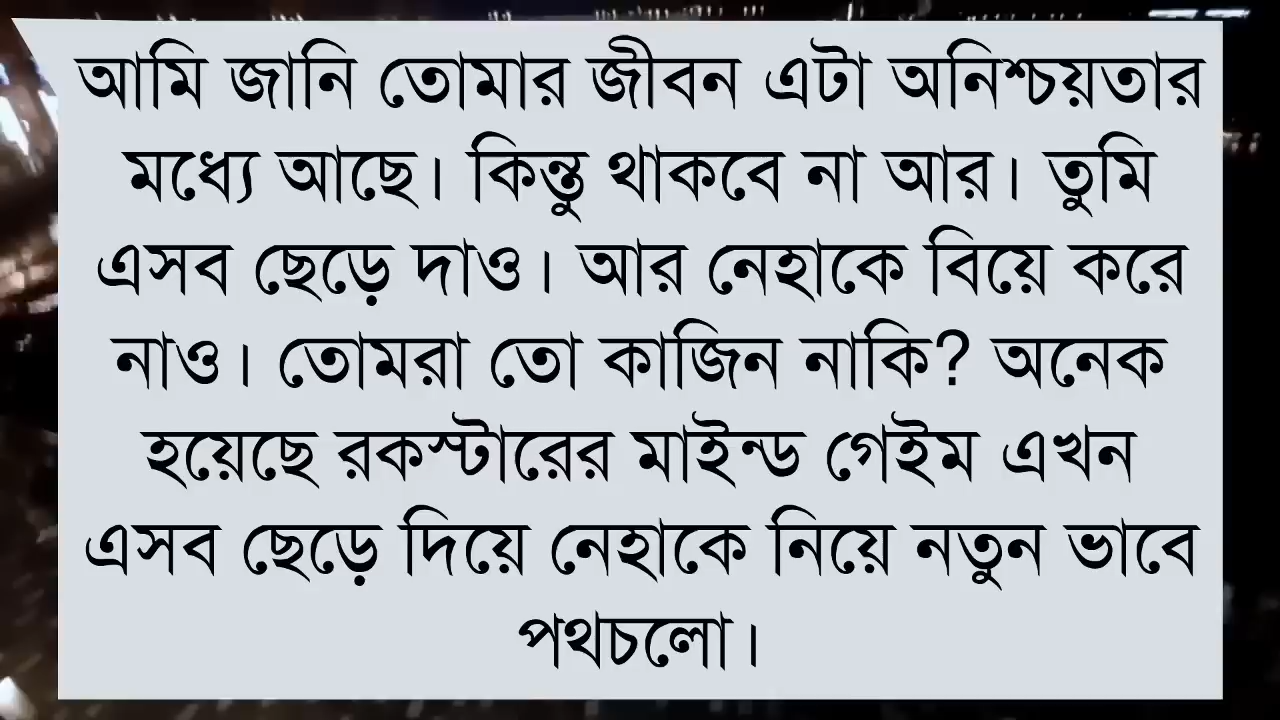 আমি জানি তোমার জীবন এটা অনিশ্চয়তার
মধ্যে আছে। কিন্তু থাকবে না আর। তুমি
এসব ছেড়ে দাও। আর নেহাকে বিয়ে করে
নাও। তোমরা তো কাজিন নাকি? অনেক
হয়েছে রকস্টারের মাইন্ড গেইম এখন
এসব ছেড়ে দিয়ে নেহাকে নিয়ে নতুন ভাবে
পথচলো।